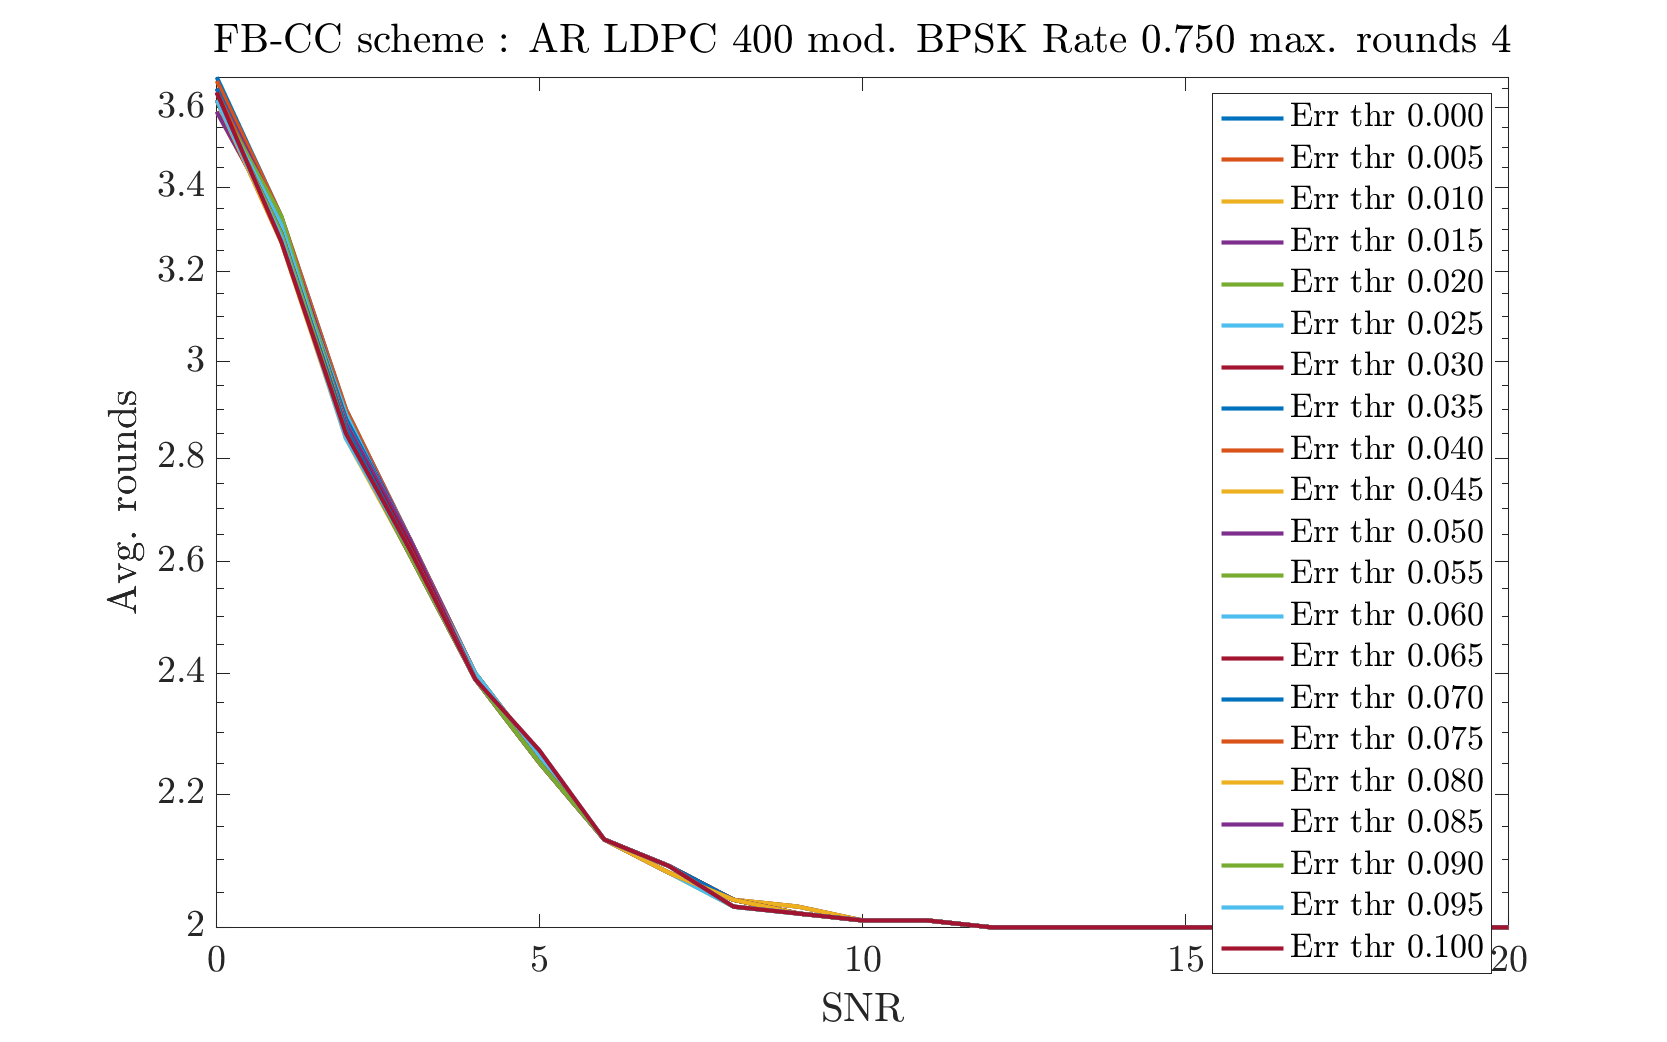 FB-CC scheme : AR LDPC 400 mod. BPSK Rate 0.750 max. rounds 4
3.6
3.4
3.2
3
2.8
2.6
2.4
2.2
2
Avg. rounds
0
5
10
15
20
SNR
Err thr 0.000
Err thr 0.005
Err thr 0.010
Err thr 0.015
Err thr 0.020
Err thr 0.025
Err thr 0.030
Err thr 0.035
Err thr 0.040
Err thr 0.045
Err thr 0.050
Err thr 0.055
Err thr 0.060
Err thr 0.065
Err thr 0.070
Err thr 0.075
Err thr 0.080
Err thr 0.085
Err thr 0.090
Err thr 0.095
Err thr 0.100